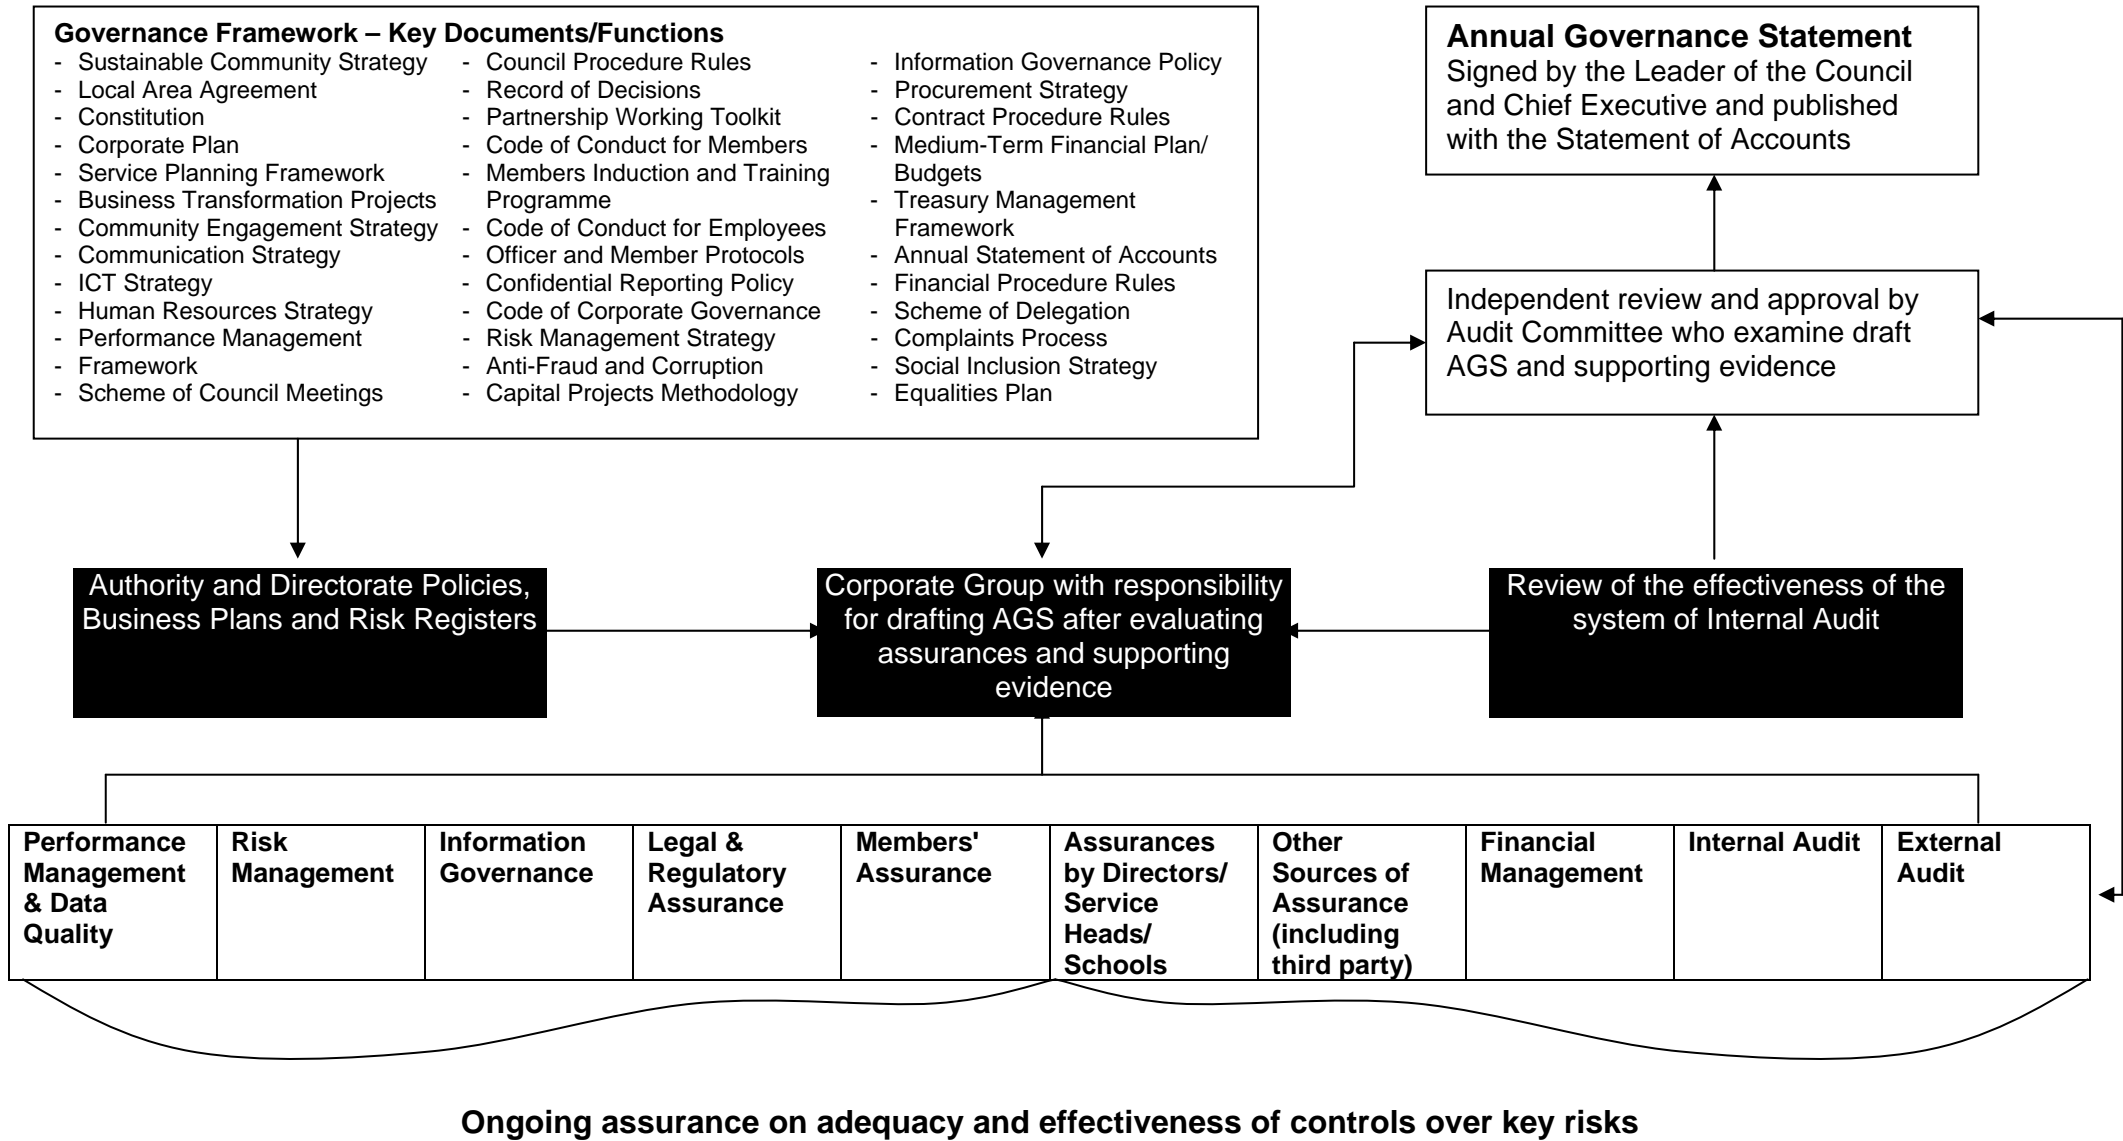 Governance Framework – Key Documents/Functions
- Sustainable Community Strategy
- Local Area Agreement
- Constitution
- Corporate Plan
- Service Planning Framework
- Business Transformation Projects
- Community Engagement Strategy
- Communication Strategy
- ICT Strategy
- Human Resources Strategy
- Performance Management
- Framework
- Scheme of Council Meetings
- Council Procedure Rules
- Record of Decisions
- Partnership Working Toolkit
- Code of Conduct for Members
- Members Induction and Training
Programme
- Code of Conduct for Employees
- Officer and Member Protocols
- Confidential Reporting Policy
- Code of Corporate Governance
- Risk Management Strategy
- Anti-Fraud and Corruption
- Capital Projects Methodology
- Information Governance Policy
- Procurement Strategy
- Contract Procedure Rules
- Medium-Term Financial Plan/
Budgets
- Treasury Management
Framework
- Annual Statement of Accounts
- Financial Procedure Rules
- Scheme of Delegation
- Complaints Process
- Social Inclusion Strategy
- Equalities Plan
Annual Governance Statement
Signed by the Leader of the Council
and Chief Executive and published
with the Statement of Accounts
Independent review and approval by
Audit Committee who examine draft
AGS and supporting evidence
Authority and Directorate Policies,
Business Plans and Risk Registers
Corporate Group with responsibility
for drafting AGS after evaluating
assurances and supporting
evidence
Review of the effectiveness of the
system of Internal Audit
Performance
Management
& Data
Quality
Risk
Management
Information
Governance
Legal &
Regulatory
Assurance
Members'
Assurance
Assurances
by Directors/
Service
Heads/
Schools
Other
Sources of
Assurance
(including
third party)
Financial
Management
Internal Audit
External
Audit
Ongoing assurance on adequacy and effectiveness of controls over key risks